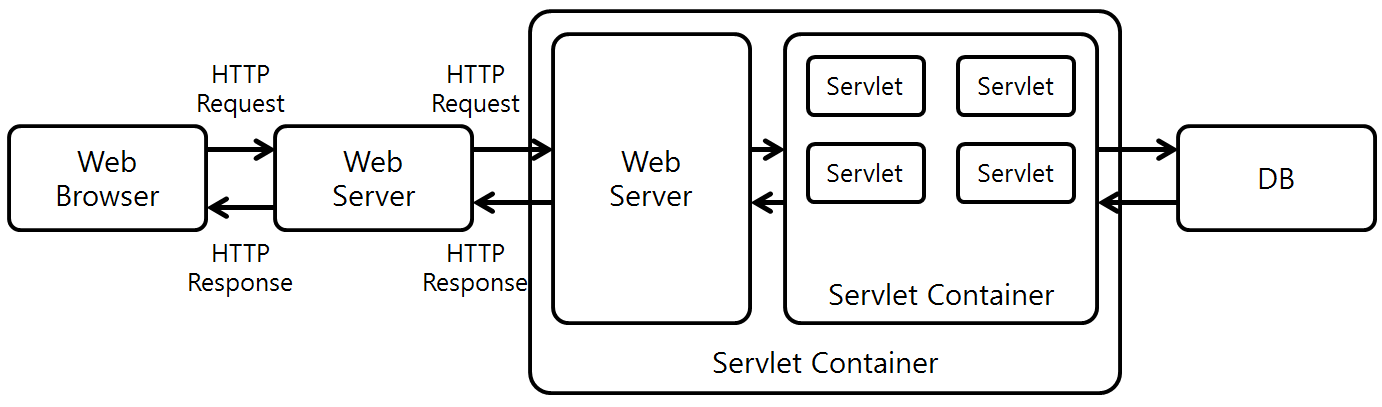 HTTP
Request
HTTP
Request
Web
Browser
Web
Server
HTTP
Response
HTTP
Response
Web
Server
Servlet
Servlet
Servlet
Servlet
Servlet Container
Servlet Container
DB